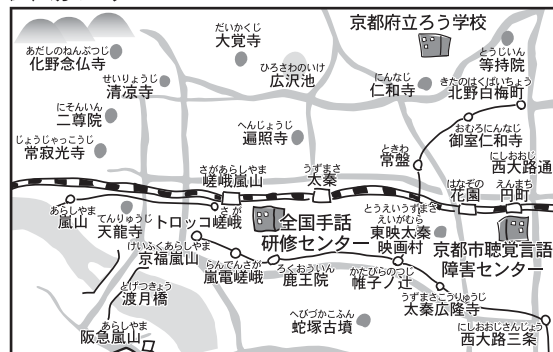 京都府立ろう学校
だいかくじ
大覚寺
あだしのねんぶつじ
化野念仏寺
せいりょうじ
清凉寺
ひろさわのいけ
広沢池
とうじいん
等持院
にんなじ
仁和寺
きたのはくばいちょう
北野白梅町
にそんいん
二尊院
じょうじゃっこうじ
常寂光寺
へんじょうじ
遍照寺
おむろにんなじ
御室仁和寺
ときわ
常盤
にしおおじ
西大路通
さがあらしやま
嵯峨嵐山
うずまさ
太秦
はなぞの
花園
えんまち
円町
あらしやま
嵐山
てんりゅうじ
天龍寺
さが
トロッコ嵯峨
全国手話
研修センター
とうえいうずまさ
えいがむら
東映太秦
映画村
京都市聴覚言語
障害センター
けいふくあらしやま
京福嵐山
らんでんさが
嵐電嵯峨
ろくおういん
鹿王院
かたびらのつじ
帷子ノ辻
うずまさこうりゅうじ
太秦広隆寺
とげつきょう
渡月橋
あらしやま
阪急嵐山
へびづかこふん
蛇塚古墳
にしおおじさんじょう
西大路三条